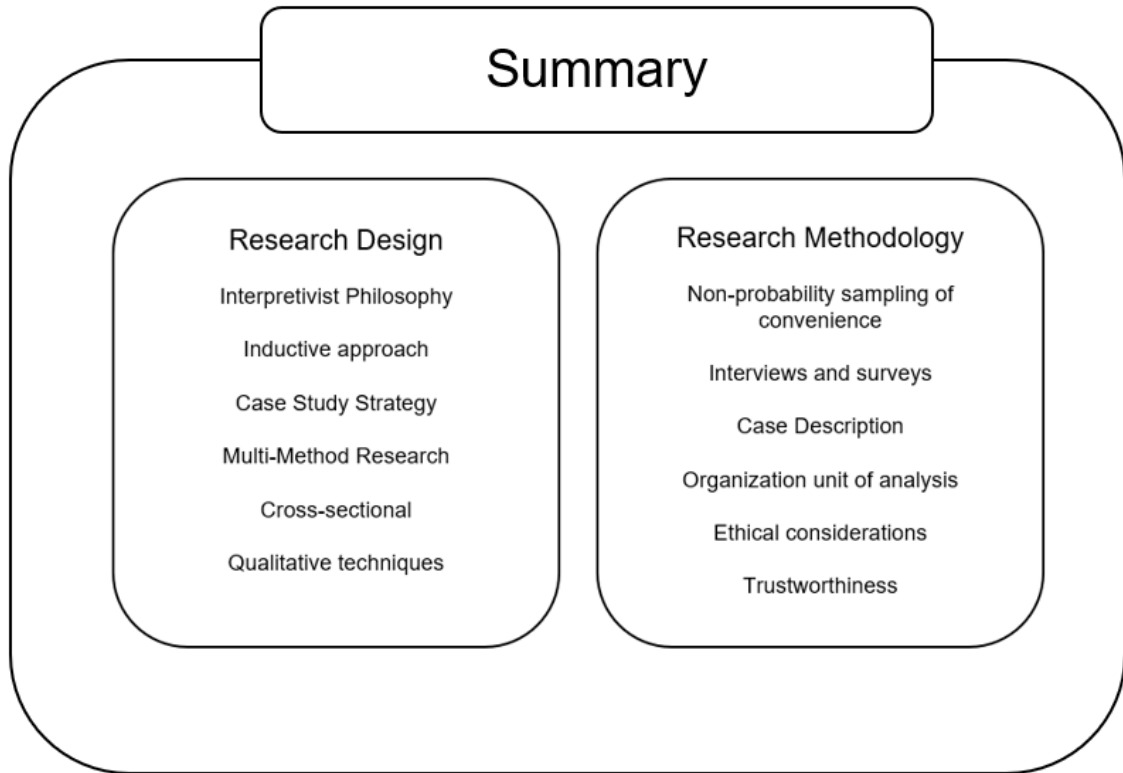 Summary
Research Design
Interpretivist Philosophy
Inductive approach
Case Study Strategy
Multi-Method Research
Cross-sectional
Qualitative techniques
Research Methodology
Non-probability sampling of
convenience
Interviews and surveys
Case Description
Organization unit of analysis
Ethical considerations
Trustworthiness